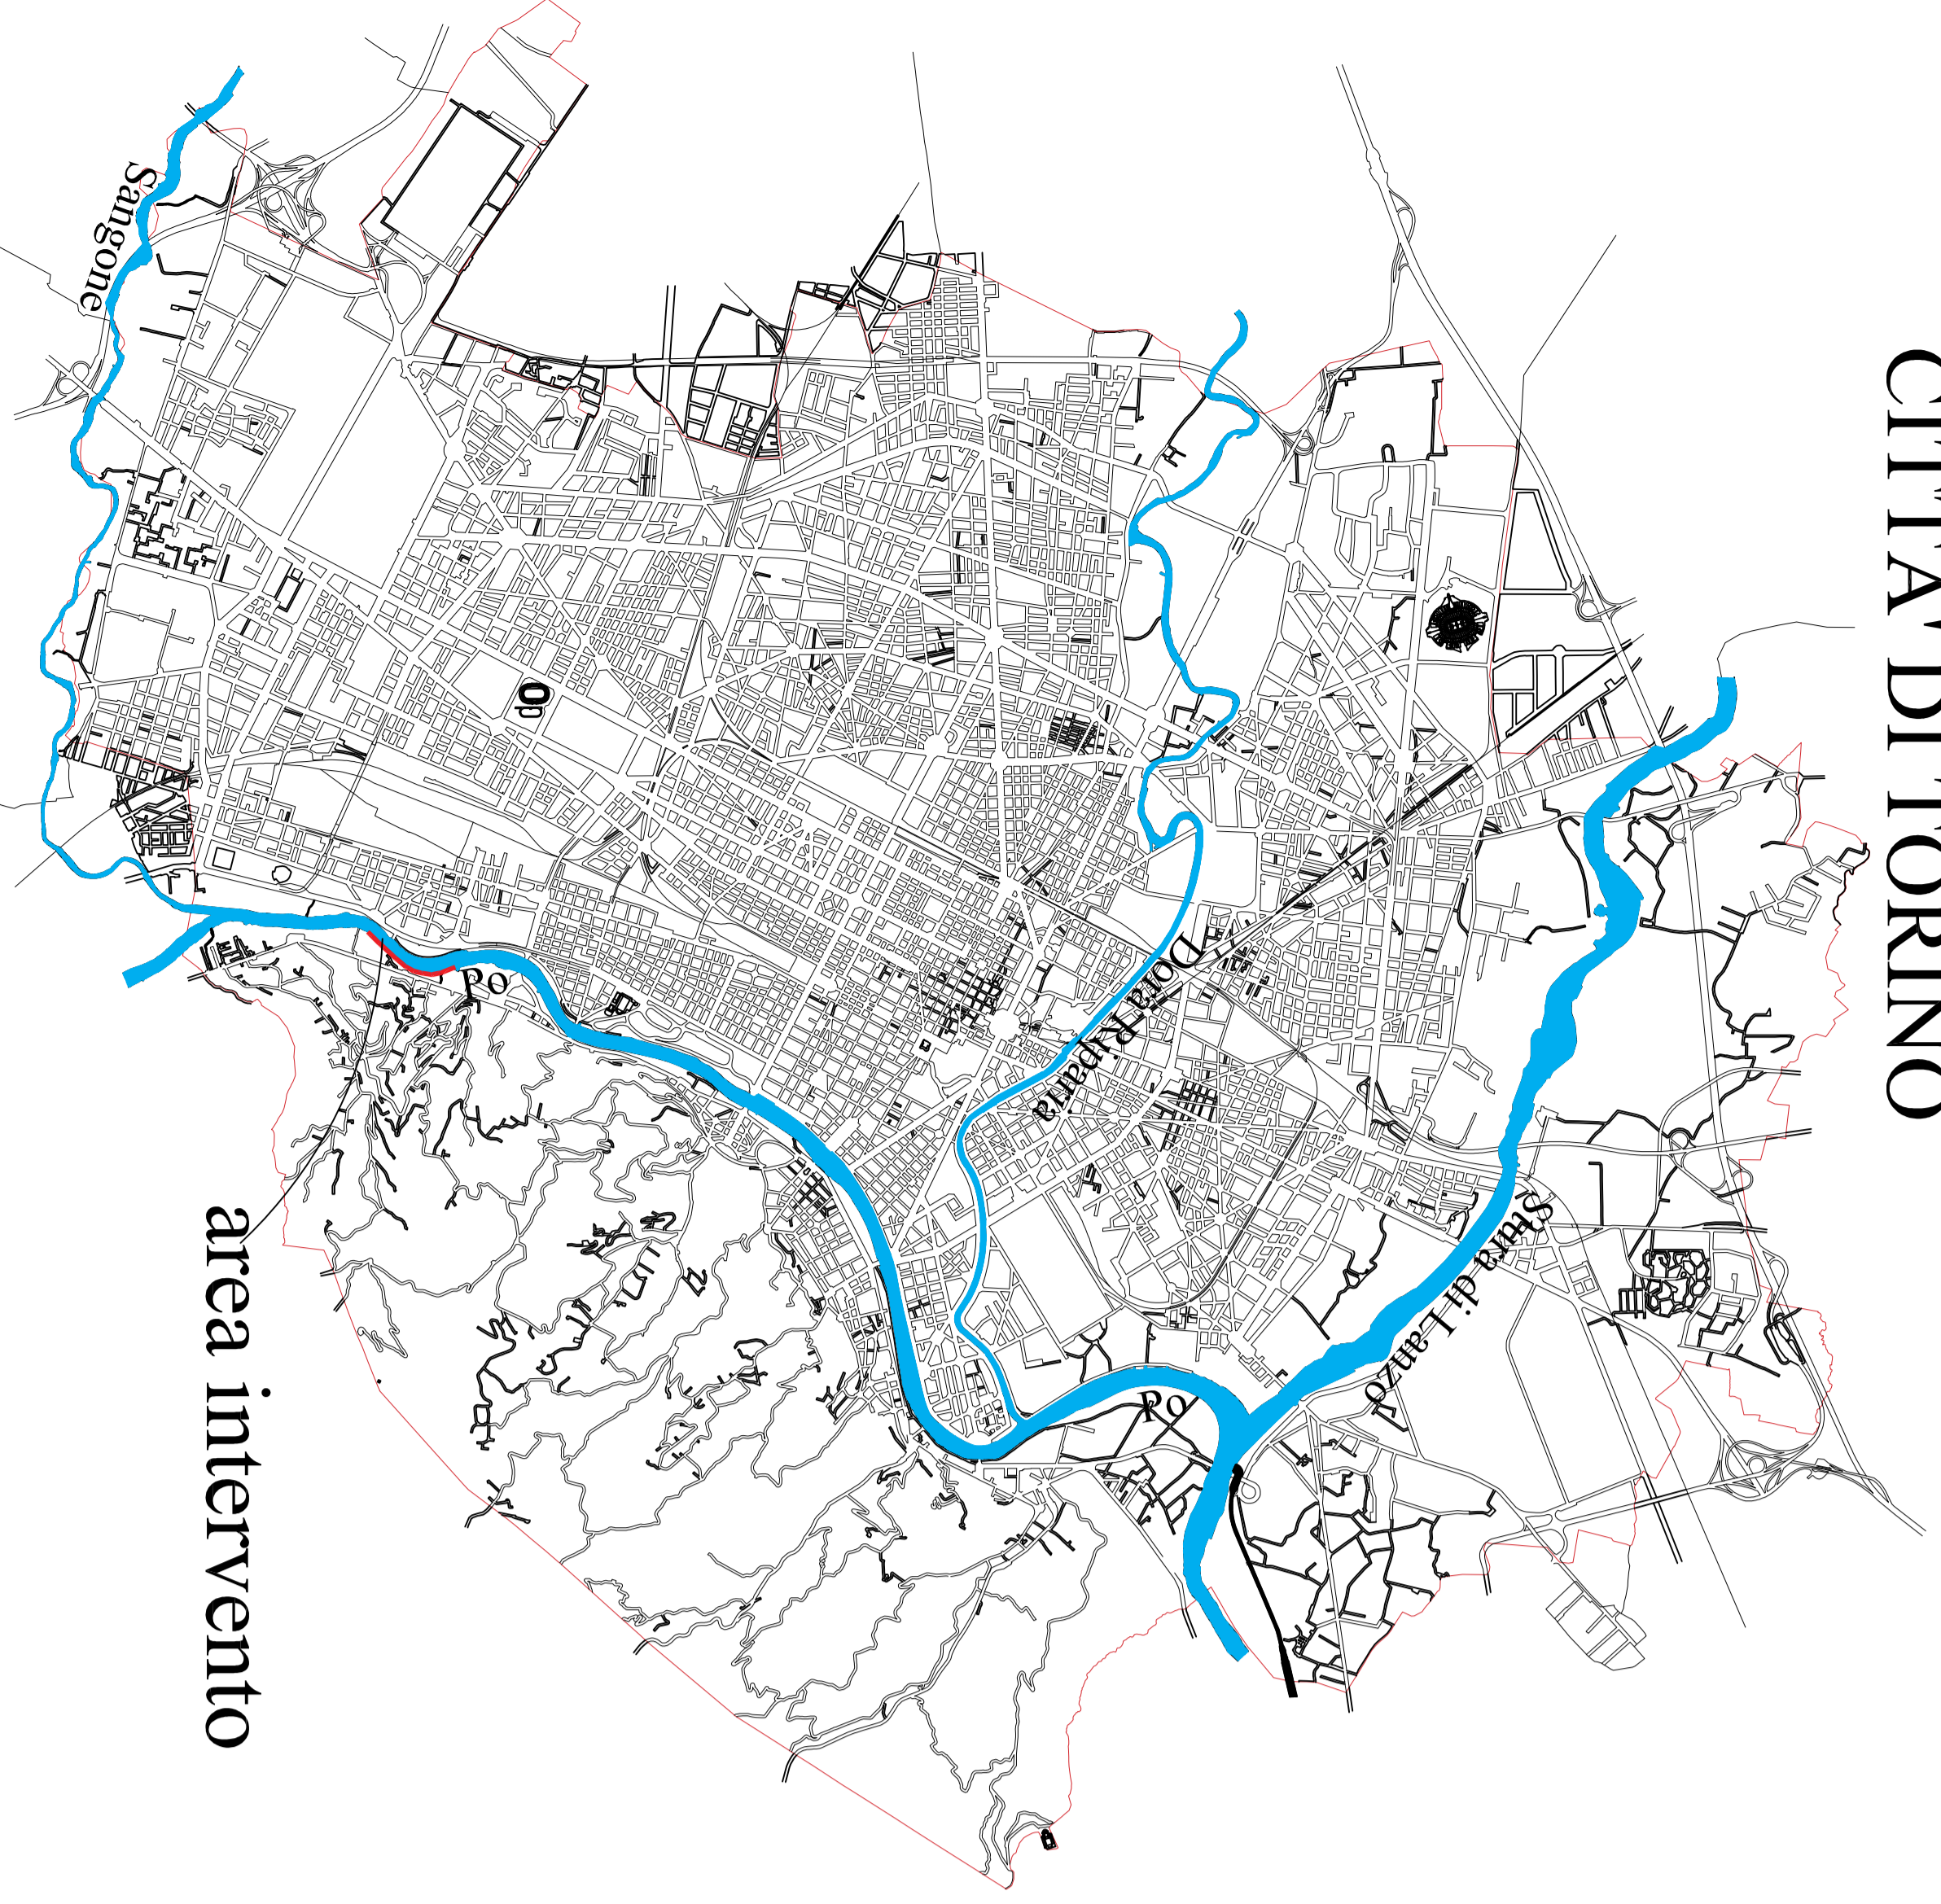 CITTA' DI TORINO
Stura di Lanzo
Dora Riparia
Po
Po
Sangone
area intervento